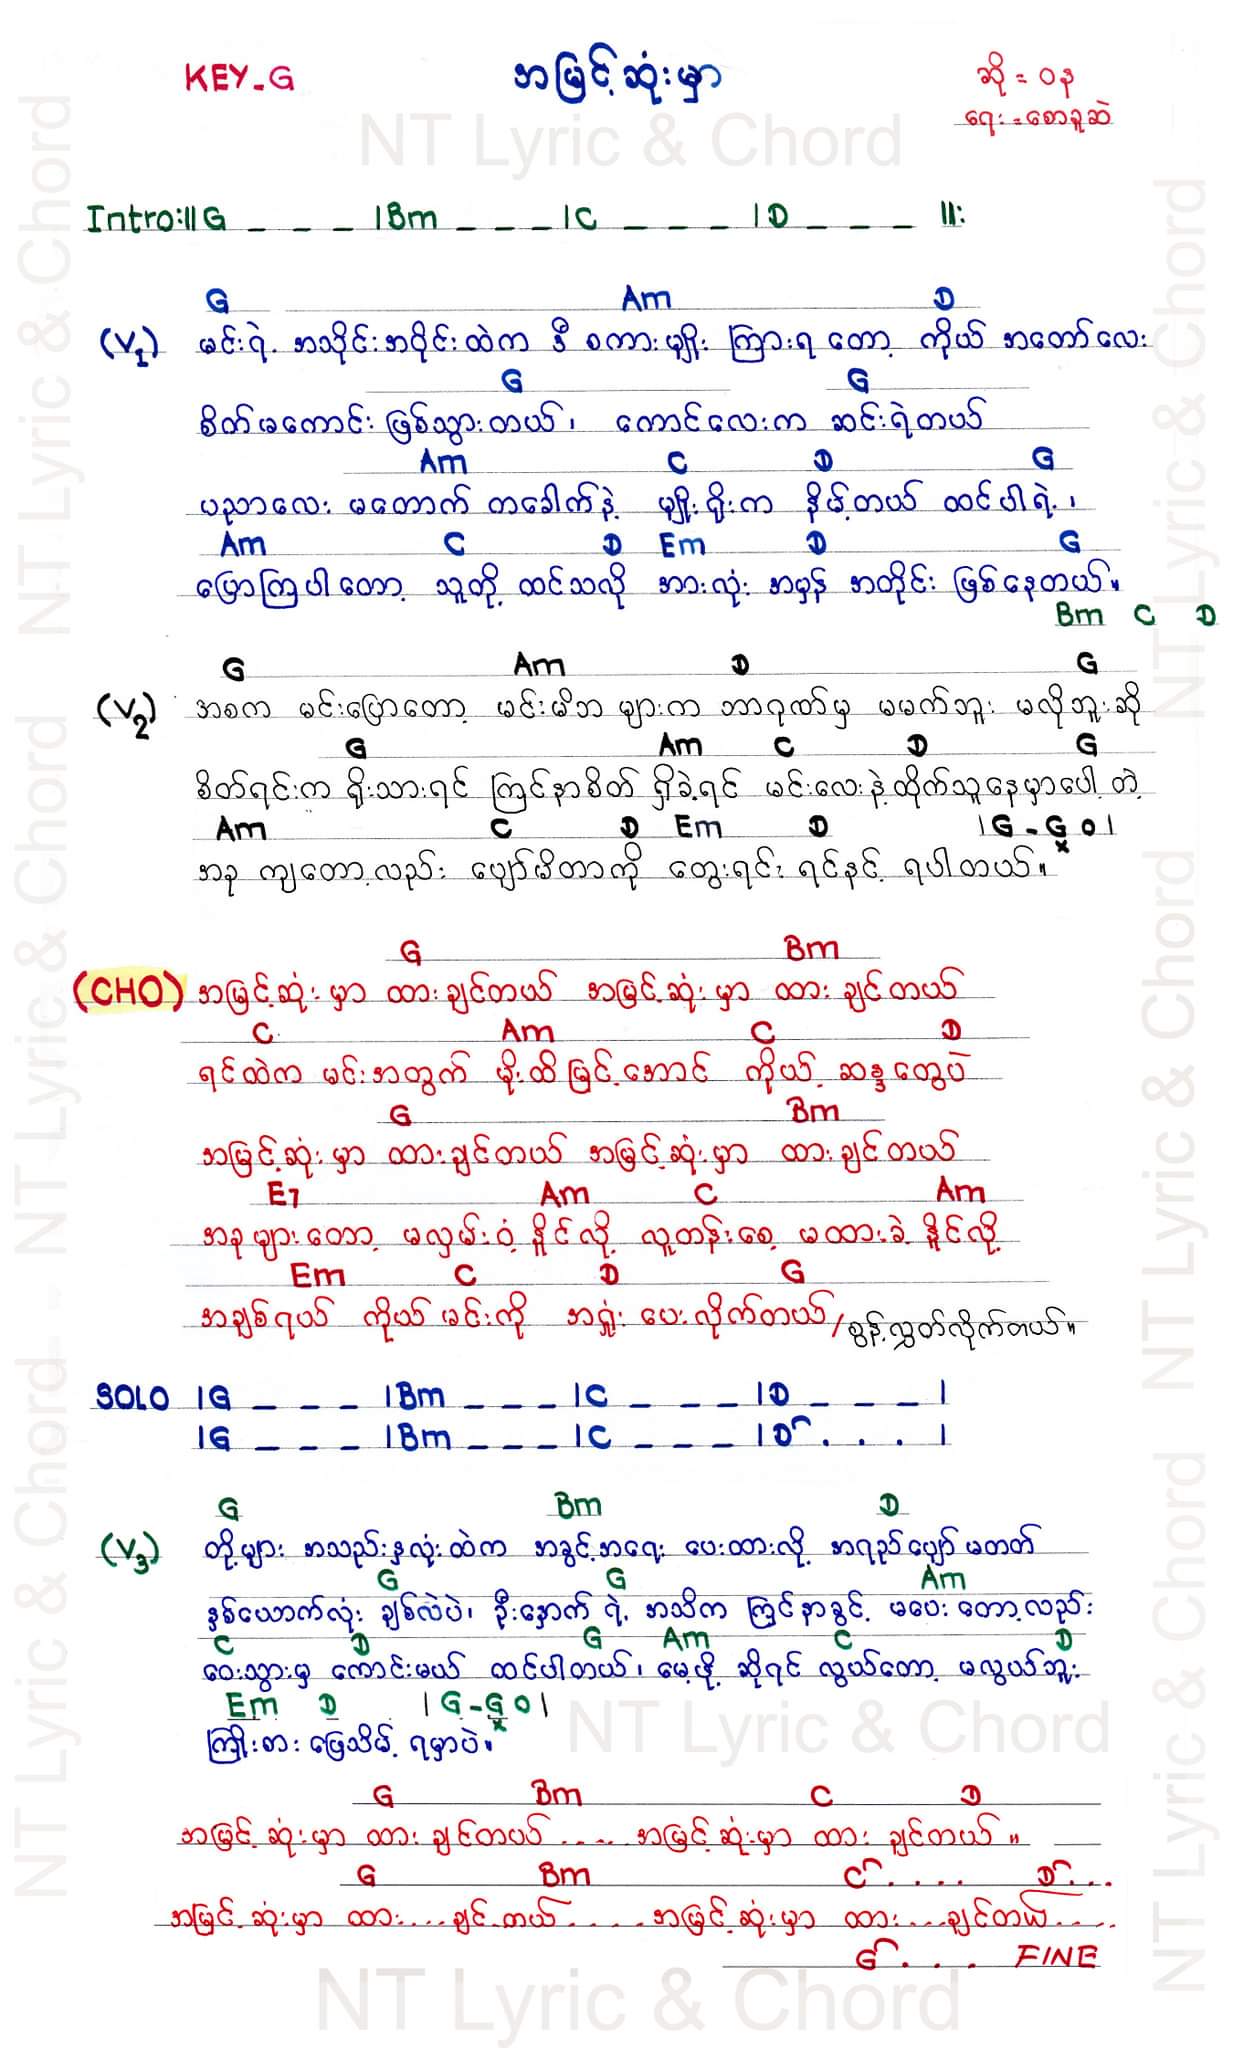 KEY-G
အမြင့်ဆုံးမှာ
ဆို = ဝန
ရေး = စောခူဆဲ
NT Lyric & Chord
Intro:||G _ _ _ |Bm _ _ _ |C _ _ _ |D _ _ _ ||:
G Am D
(V1) မင်းရဲ့ အသိုင်းအဝိုင်းထဲက ဒီ စကားမျိုး ကြားရ တော့ ကိုယ် အတော်လေး
G G
စိတ်မကောင်း ဖြစ်သွားတယ်၊ ကောင်လေးက ဆင်းရဲတယ်
Am C D G
ပညာလေး မတောက် တခေါက်နဲ့ မျိုးရိုးက နိမ့်တယ် ထင်ပါရဲ့၊
Am C D Em D G
ပြောကြပါတော့ သူတို့ ထင်သလို အားလုံး အမှန် အတိုင်း ဖြစ်နေတယ်။
Bm C D
G Am D G
(V2) အစက မင်းပြောတော့ မင်းမိဘ များက ဘာဂုဏ်မှ မမက်ဘူး မလိုဘူးဆို
G Am C D G
စိတ်ရင်းက ရိုးသားရင် ကြင်နာစိတ် ရှိခဲ့ရင် မင်းလေးနဲ့ထိုက်သူနေမှာပေါ့တဲ့
Am C D Em D |G - G 0|
x
အခု ကျတော့လည်း ပျော်မိတာကို တွေးရင်း ရင်နင့် ရပါတယ်။
G Bm
(CHO) အမြင့်ဆုံး မှာ ထားချင်တယ် အမြင့်ဆုံး မှာ ထား ချင်တယ်
C Am C D
ရင်ထဲက မင်းအတွက် မိုးထိမြင့်အောင် ကိုယ့် ဆန္ဒတွေပဲ
G Bm
အမြင့်ဆုံး မှာ ထားချင်တယ် အမြင့်ဆုံး မှာ ထား ချင်တယ်
E7 Am C Am
အခုများတော့ မလှမ်းဝံ့ နိုင်လို့ လူတန်းစေ့ မထားခဲ့ နိုင်လို့
Em C D G
အချစ်ရယ် ကိုယ် မင်းကို အရှုံး ပေးလိုက်တယ်/စွန့်လွှတ်လိုက်တယ်။
SOLO |G _ _ _ |Bm _ _ _ |C _ _ _ |D _ _ _ |
|G _ _ _ |Bm _ _ _ |C _ _ _ |D . . . |
G Bm D
(V3) တို့များ အသည်းနှလုံးထဲက အခွင့်အရေး ပေးထားလို့ အရည်ပျော် မတတ်
G G Am
နှစ်ယောက်လုံး ချစ်လဲပဲ၊ ဦးနှောက် ရဲ့ အသိက ကြင်နာခွင့် မပေး တော့လည်း
C D G Am C D
ဝေးသွားမှ ကောင်းမယ် ထင်ပါတယ်၊ မေ့ဖို့ ဆိုရင် လွယ်တော့ မလွယ်ဘူး
Em D |G - G 0|
x
ကြိုးစား ဖြေသိမ့် ရမှာပဲ။
NT Lyric & Chord
G Bm C D
အမြင့်ဆုံးမှာ ထား ချင်တယ် .... အမြင့်ဆုံးမှာ ထား ချင်တယ်။
G Bm C . . . . D . . .
အမြင့်ဆုံးမှာ ထား....ချင်တယ်..... အမြင့်ဆုံးမှာ ထား....ချင်တယ်....
G . . . FINE
NT Lyric & Chord